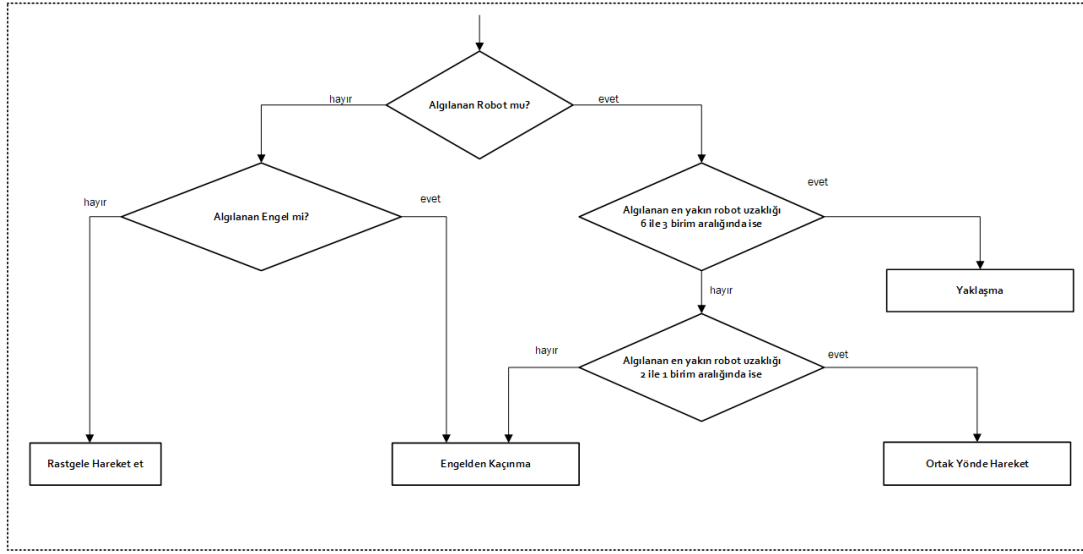 Algılanan Robot mu?
hayır
evet
Algılanan Engel mi?
hayır
evet
Algılanan en yakın robot uzaklığı
6 ile 3 birim aralığında ise
evet
Yaklaşma
hayır
Algılanan en yakın robot uzaklığı
2 ile 1 birim aralığında ise
hayır
evet
Rastgele Hareket et
Engelden Kaçınma
Ortak Yönde Hareket